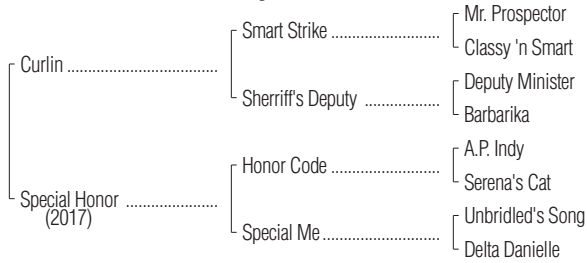 Mr. Prospector
Smart Strike ........................
Classy 'n Smart
Curlin ..................................
Deputy Minister
Sherriff's Deputy .................
Barbarika
A.P. Indy
Honor Code ........................
Serena's Cat
Special Honor .....................
(2017)
Unbridled's Song
Special Me ..........................
Delta Danielle